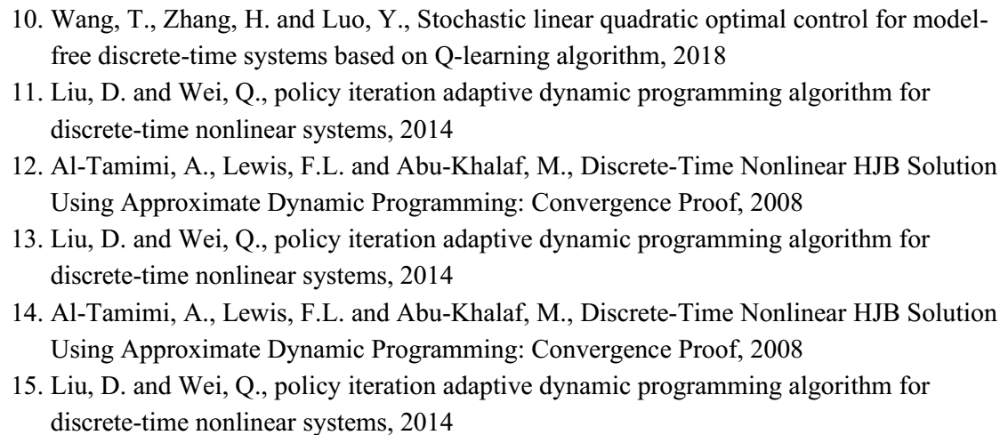 10. Wang, T., Zhang, H. and Luo, Y., Stochastic linear quadratic optimal control for model-
free discrete-time systems based on Q-learning algorithm, 2018
11. Liu, D. and Wei, Q., policy iteration adaptive dynamic programming algorithm for
discrete-time nonlinear systems, 2014
12. Al-Tamimi, A., Lewis, F.L. and Abu-Khalaf, M., Discrete-Time Nonlinear HJB Solution
Using Approximate Dynamic Programming: Convergence Proof, 2008
13. Liu, D. and Wei, Q., policy iteration adaptive dynamic programming algorithm for
discrete-time nonlinear systems, 2014
14. Al-Tamimi, A., Lewis, F.L. and Abu-Khalaf, M., Discrete-Time Nonlinear HJB Solution
Using Approximate Dynamic Programming: Convergence Proof, 2008
15. Liu, D. and Wei, Q., policy iteration adaptive dynamic programming algorithm for
discrete-time nonlinear systems, 2014